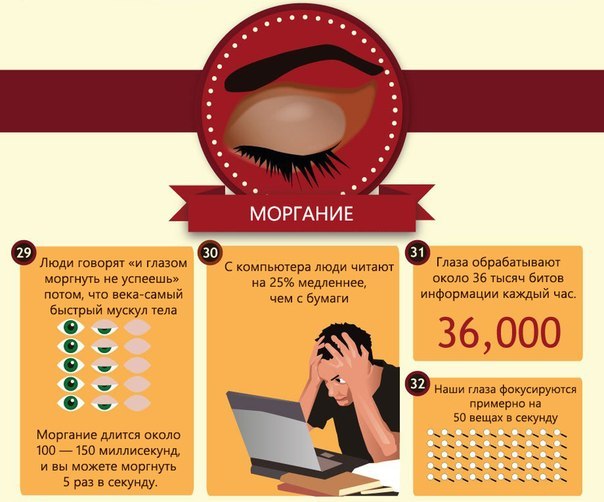 МОРГАНИЕ
29
Люди говорят «и глазом
моргнуть не успеешь»
потом, что века-самый
быстрый мускул тела
Моргание длится около
100 — 150 миллисекунд,
и вы можете моргнуть
5 раз в секунду.
30
С компьютера люди читают
на 25% медленнее,
чем с бумаги
31
Глаза обрабатывают
около 36 тысяч битов
информации каждый час.
36,000
32
Наши глаза фокусируются
примерно на
50 вещах в секунду